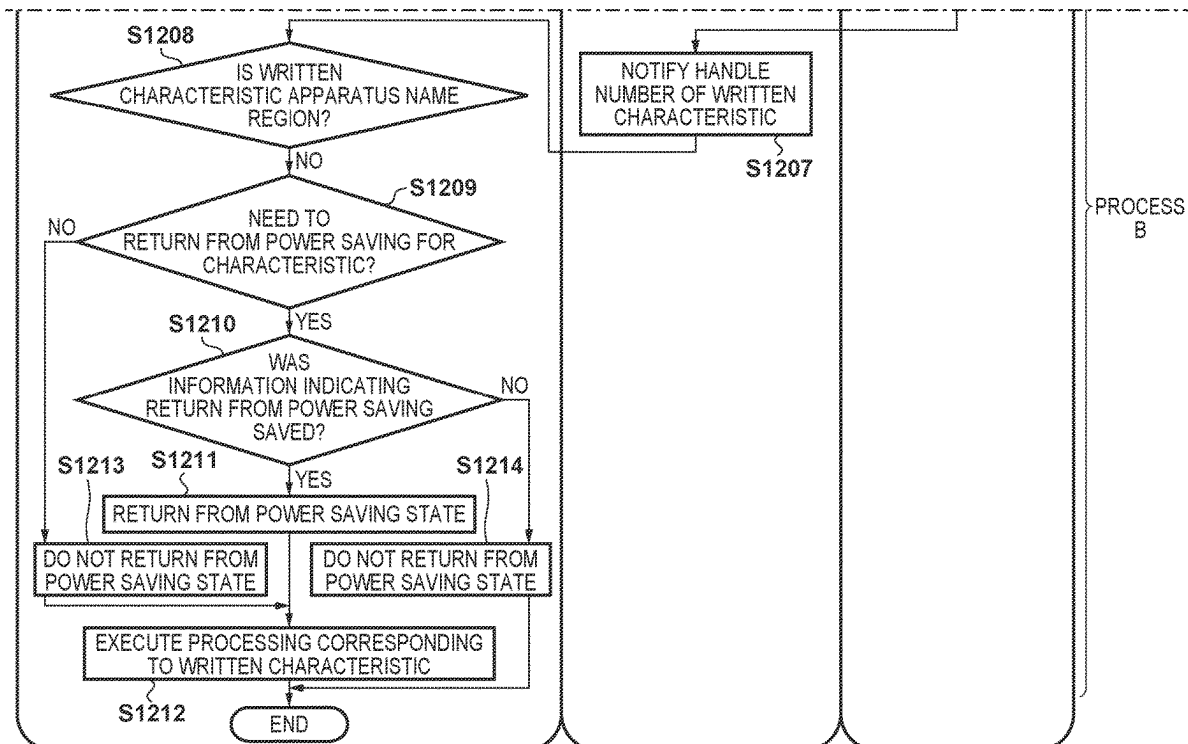 S1208
IS WRITTEN
CHARACTERISTIC APPARATUS NAME
REGION?
NO
NOTIFY HANDLE
NUMBER OF WRITTEN
CHARACTERISTIC
S1207
S1209
NO
NEED TO
RETURN FROM POWER SAVING FOR
CHARACTERISTIC?
PROCESS
B
YES
S1210
WAS
INFORMATION INDICATING
RETURN FROM POWER SAVING
SAVED?
NO
S1213
S1211
YES
S1214
RETURN FROM POWER SAVING STATE
DO NOT RETURN FROM
POWER SAVING STATE
DO NOT RETURN FROM
POWER SAVING STATE
EXECUTE PROCESSING CORRESPONDING
TO WRITTEN CHARACTERISTIC
S1212
END